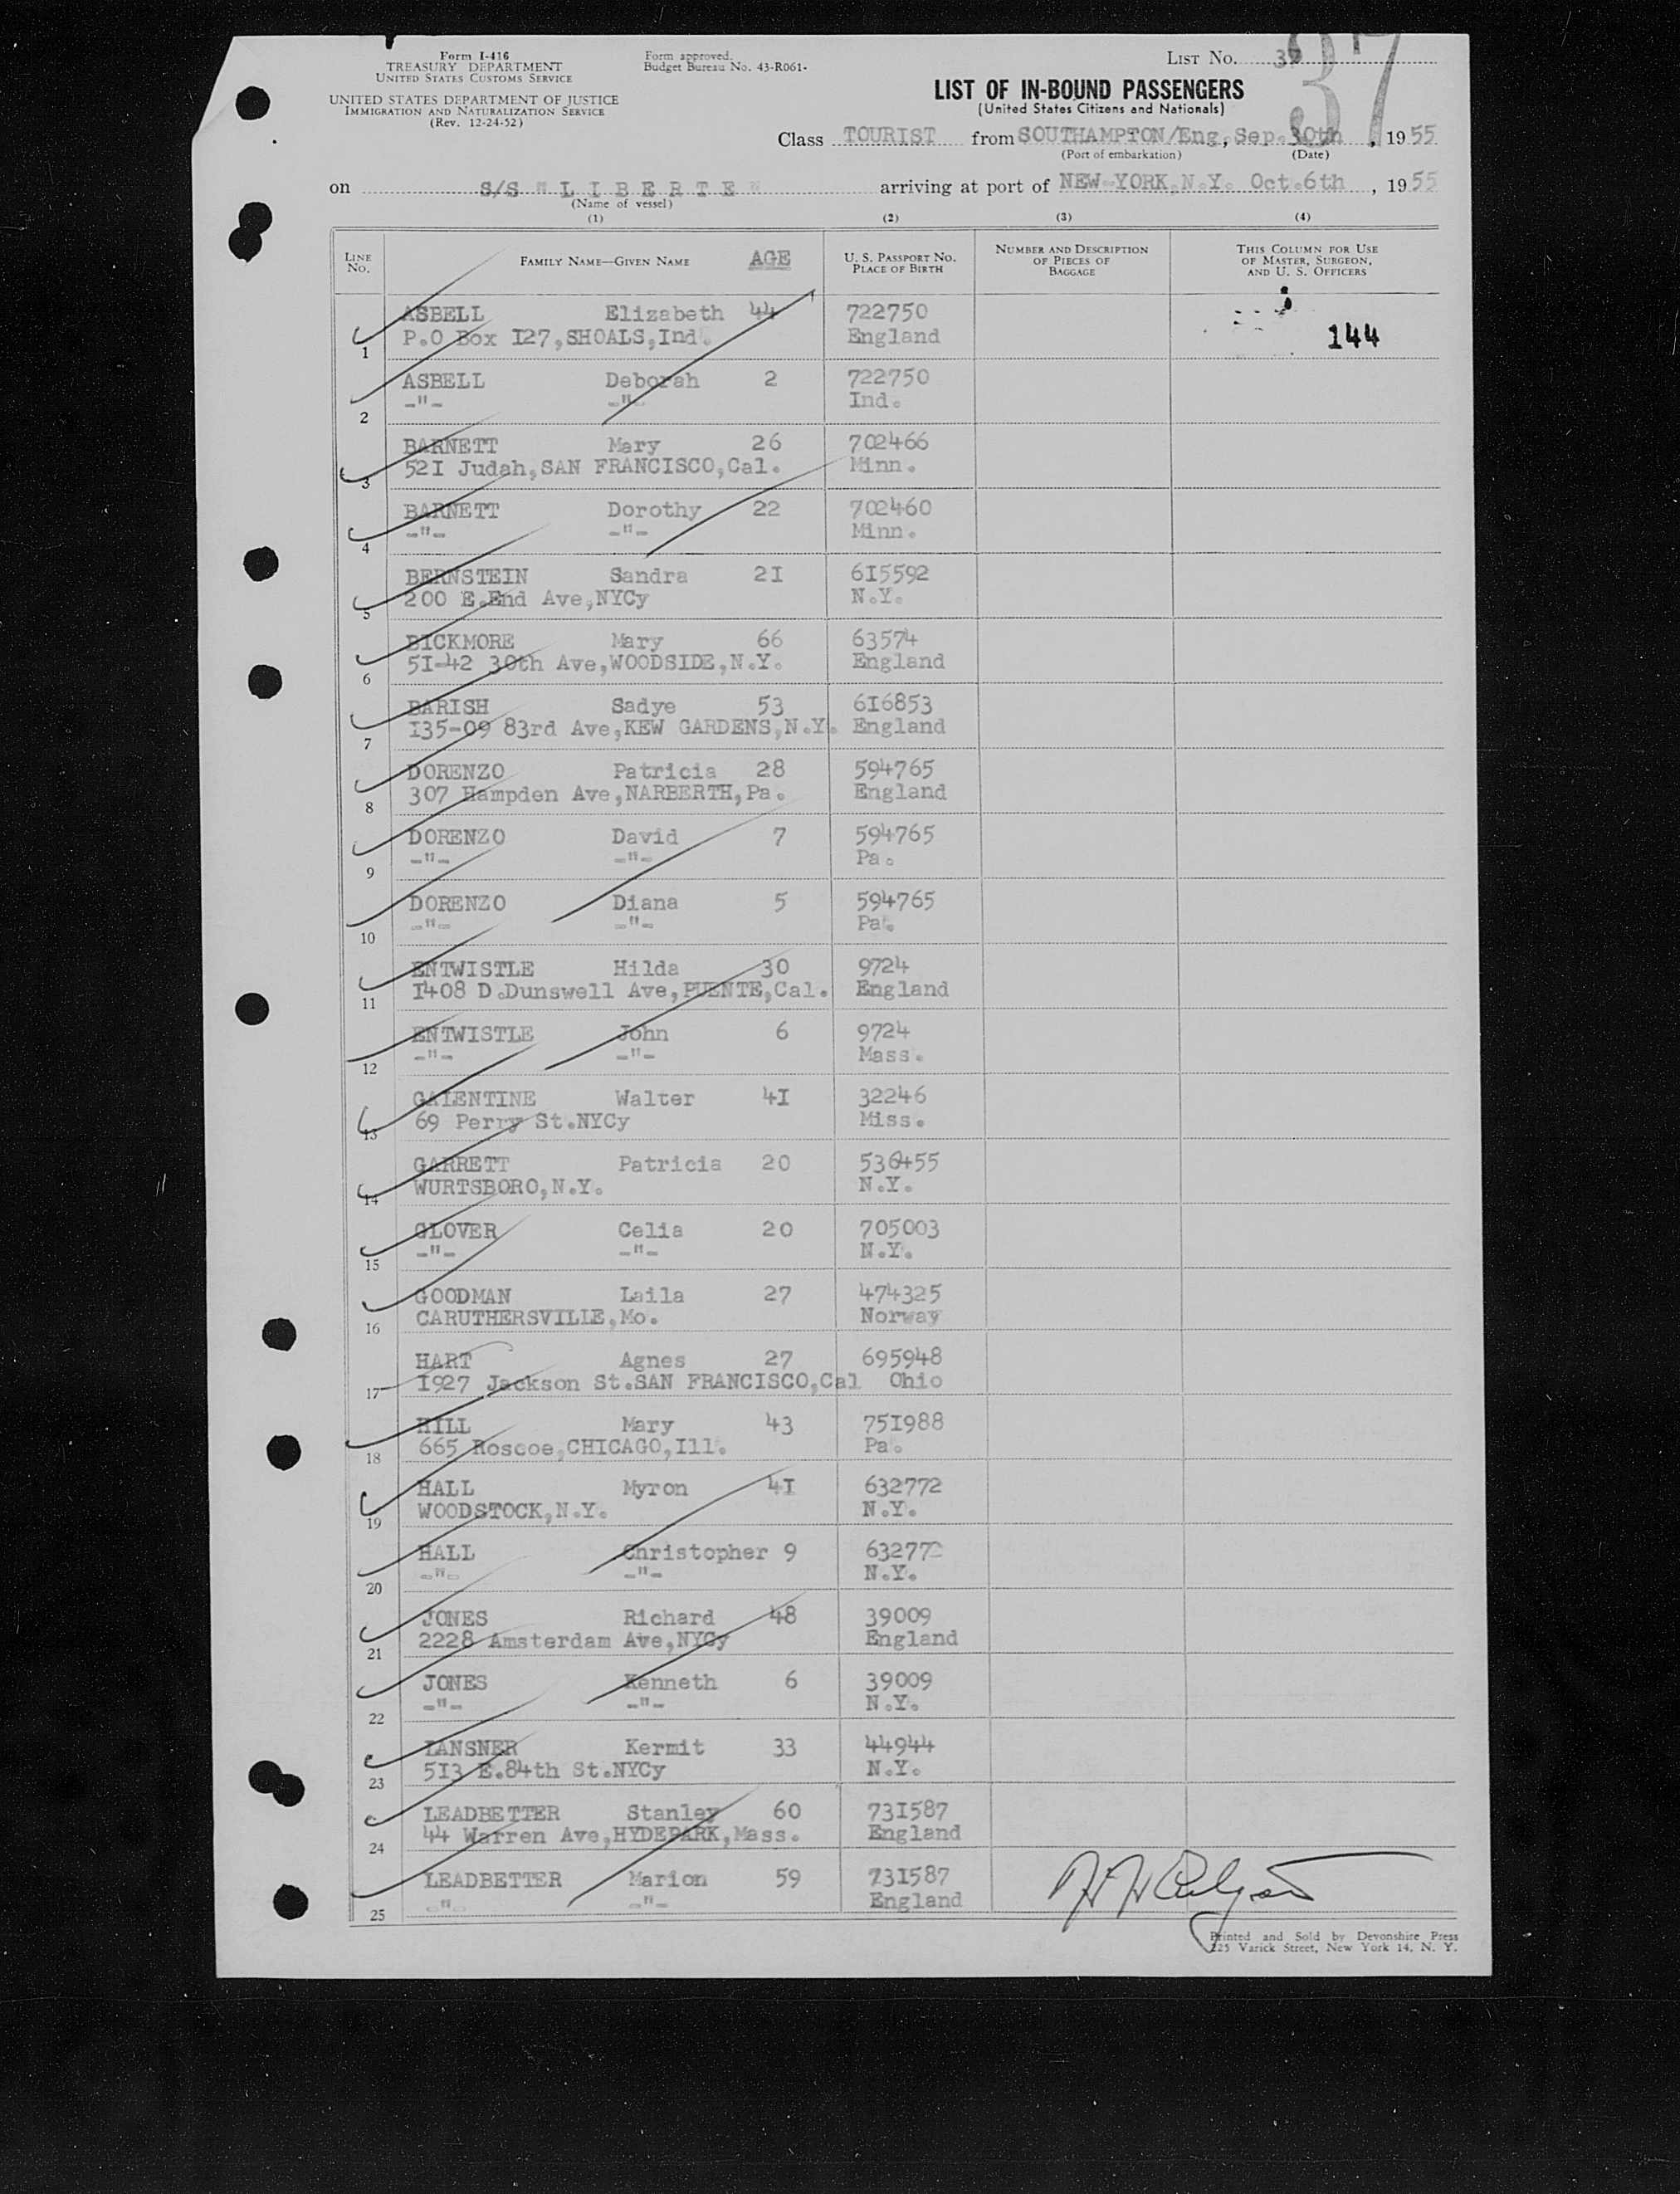 Form I-416
TREASURY DEPARTMENT
UNITED STATES CUSTOMS SERVICE
UNITED STATES DEPARTMENT OF JUSTICE
IMMIGRATION AND NATURALIZATION SERVICE
(Rev. 12-24-52)
Form approved.
Budget Bureau No. 43-R061-
LIST No. 37
37
LIST OF IN-BOUND PASSENGERS
(United States Citizens and Nationals)
Class TOURIST from SOUTHAMPTON/Eng, Sep.30th, 1955
(Port of embarkation) (Date)
on S/S "LIBERTE" arriving at port of NEW YORK,N.Y. Oct.6th, 1955
(Name of vessel)
(1) (2) (3) (4)
LINE No. FAMILY NAME—GIVEN NAME AGE U. S. PASSPORT No. PLACE OF BIRTH NUMBER AND DESCRIPTION OF PIECES OF BAGGAGE THIS COLUMN FOR USE OF MASTER, SURGEON, AND U. S. OFFICERS
ASBELL Elizabeth 44 722750
1 P.O Box I27,SHOALS,Ind. England 144
ASBELL Deborah 2 722750
2 -"- -"- Ind.
BARNETT Mary 26 702466
3 52I Judah,SAN FRANCISCO,Cal. Minn.
BARNETT Dorothy 22 702460
4 -"- -"- Minn.
BERNSTEIN Sandra 2I 6I5592
5 200 E.End Ave,NYCy N.Y.
BICKMORE Mary 66 63574
6 5I-42 30th Ave,WOODSIDE,N.Y. England
BARISH Sadye 53 6I6853
7 I35-09 83rd Ave,KEW GARDENS,N.Y. England
DORENZO Patricia 28 594765
8 307 Hampden Ave,NARBERTH,Pa. England
DORENZO David 7 594765
9 -"- -"- Pa.
DORENZO Diana 5 594765
10 -"- -"- Pa.
ENTWISTLE Hilda 30 9724
11 I408 D.Dunswell Ave,PUENTE,Cal. England
ENTWISTLE John 6 9724
12 -"- -"- Mass.
GALENTINE Walter 4I 32246
13 69 Perry St.NYCy Miss.
GARRETT Patricia 20
14 WURTSBORO,N.Y. N.Y.
GLOVER Celia 20 705003
15 -"- -"- N.Y.
GOODMAN Laila 27 474325
16 CARUTHERSVILLE,Mo. Norway
HART Agnes 27 695948
17 I927 Jackson St.SAN FRANCISCO,Cal Ohio
HILL Mary 43 75I988
18 665 Roscoe,CHICAGO,Ill. Pa.
HALL Myron 4I 632772
19 WOODSTOCK,N.Y. N.Y.
HALL Christopher 9 632772
20 -"- -"- N.Y.
JONES Richard 48 39009
21 2228 Amsterdam Ave,NYCy England
JONES Kenneth 6 39009
22 -"- -"- N.Y.
LANSNER Kermit 33 44944
23 5I3 E.84th St.NYCy N.Y.
LEADBETTER Stanley 60 73I587
24 44 Warren Ave,HYDEPARK,Mass. England
LEADBETTER Marion 59 73I587
25 -"- -"- England
Printed and Sold by Devonshire Press
225 Varick Street, New York 14, N. Y.